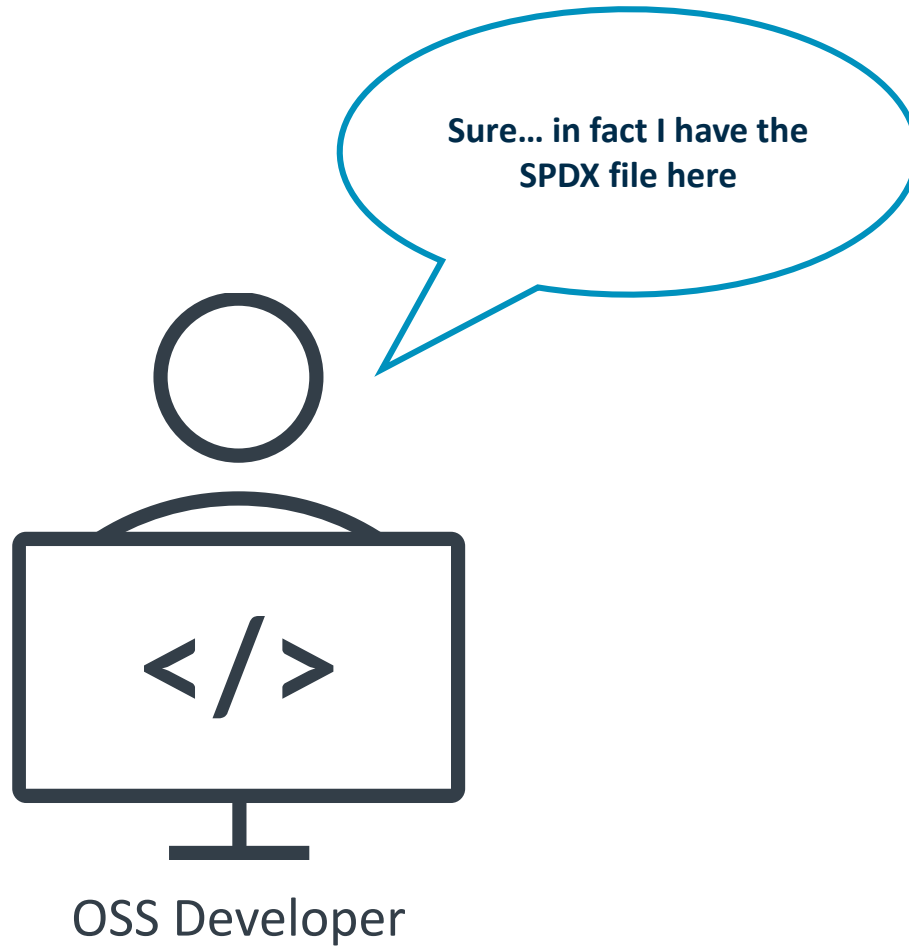 Sure... in fact I have the
SPDX file here
</>
OSS Developer